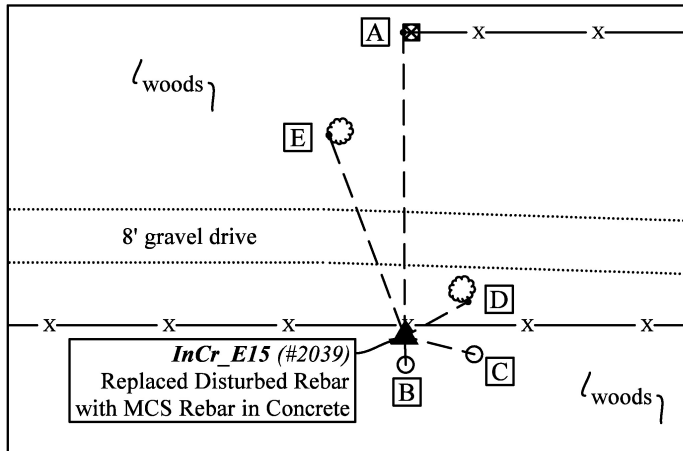 A
x x
woods
E
8' gravel drive
D
x x x x x x
InCr_E15 (#2039)
Replaced Disturbed Rebar
with MCS Rebar in Concrete
C
B
woods